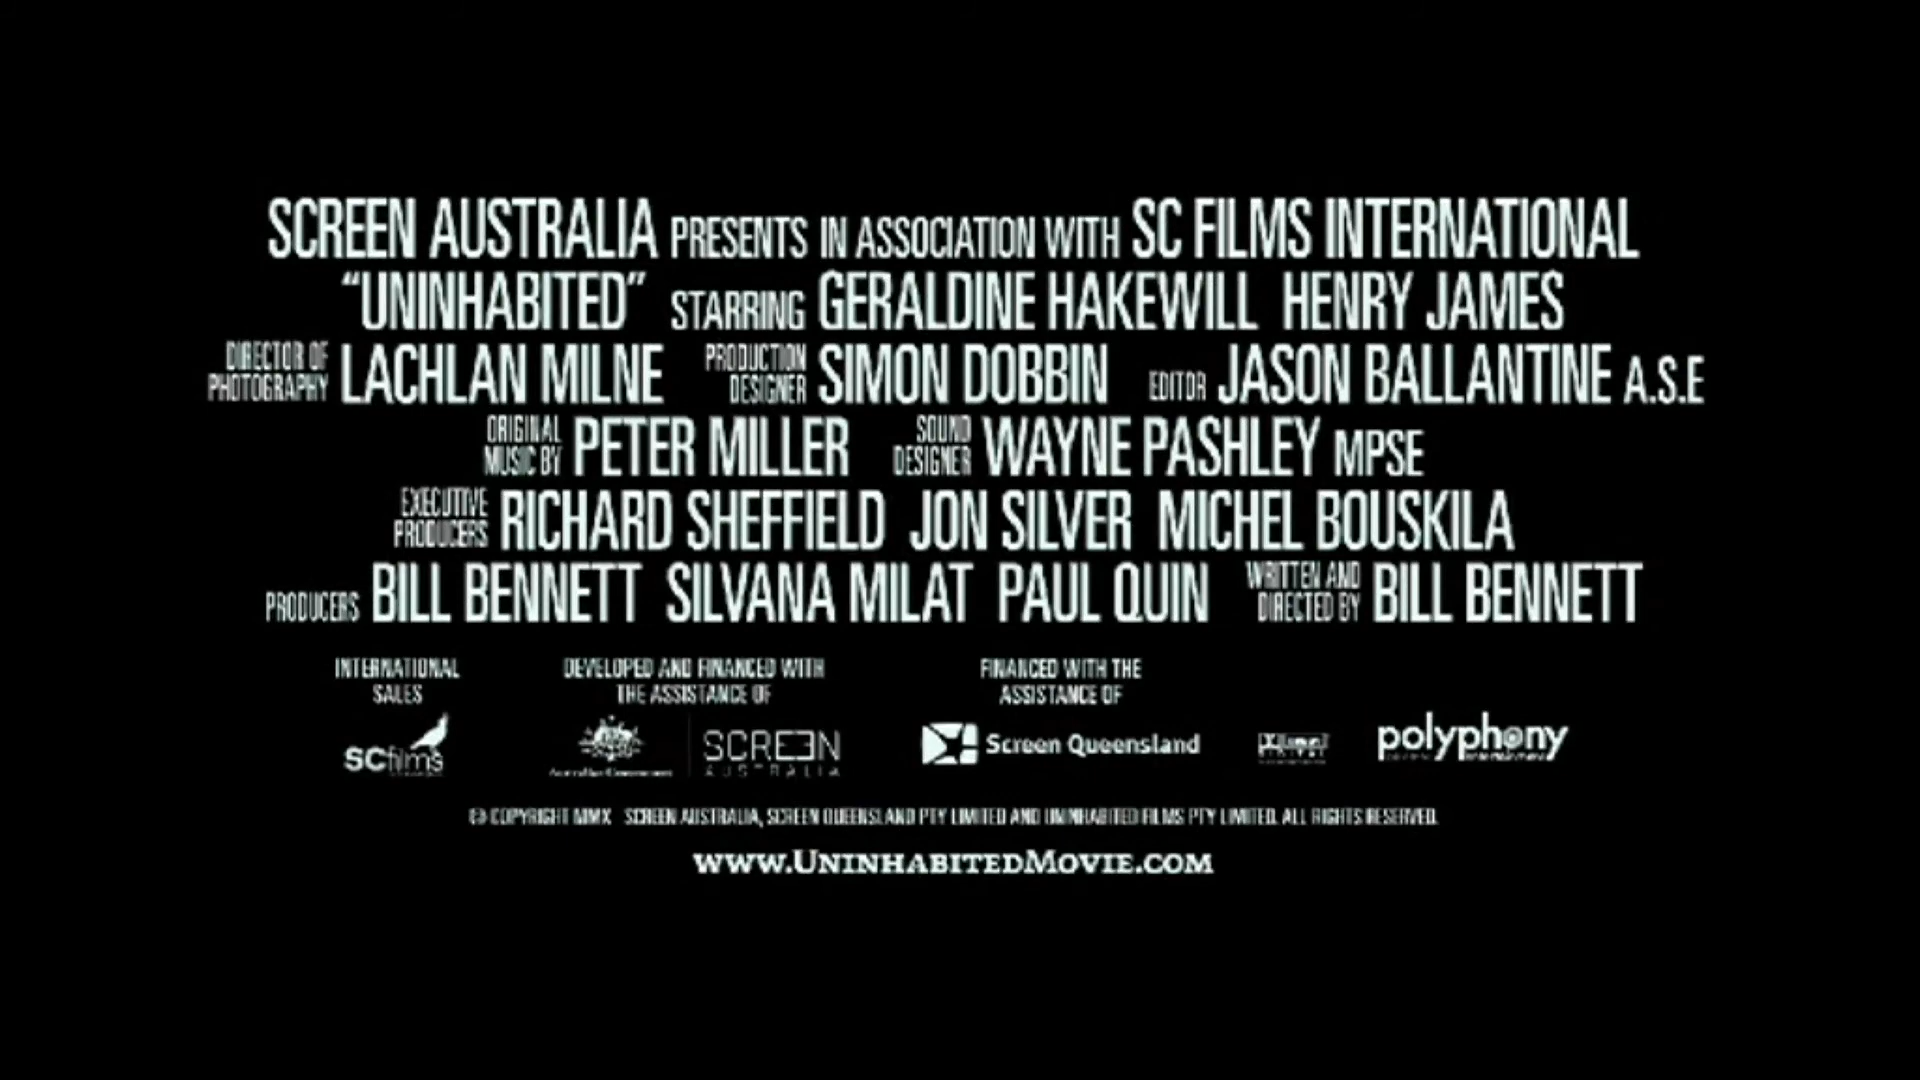 SCREEN AUSTRALIA PRESENTS IN ASSOCIATION WITH SC FILMS INTERNATIONAL
"UNINHABITED" STARRING GERALDINE HAKEWILL HENRY JAMES
DIRECTOR OF PHOTOGRAPHY LACHLAN MILNE PRODUCTION DESIGNER SIMON DOBBIN EDITOR JASON BALLANTINE A.S.E
ORIGINAL MUSIC BY PETER MILLER SOUND DESIGNER WAYNE PASHLEY MPSE
EXECUTIVE PRODUCERS RICHARD SHEFFIELD JON SILVER MICHEL BOUSKILA
PRODUCERS BILL BENNETT SILVANA MILAT PAUL QUIN WRITTEN AND DIRECTED BY BILL BENNETT
INTERNATIONAL SALES
DEVELOPED AND FINANCED WITH THE ASSISTANCE OF
FINANCED WITH THE ASSISTANCE OF
SCfilms
Australian Government
SCREEN AUSTRALIA
Screen Queensland
polyphony entertainment
© COPYRIGHT MMX SCREEN AUSTRALIA, SCREEN QUEENSLAND PTY LIMITED AND UNINHABITED FILMS PTY LIMITED. ALL RIGHTS RESERVED.
WWW.UNINHABITEDMOVIE.COM